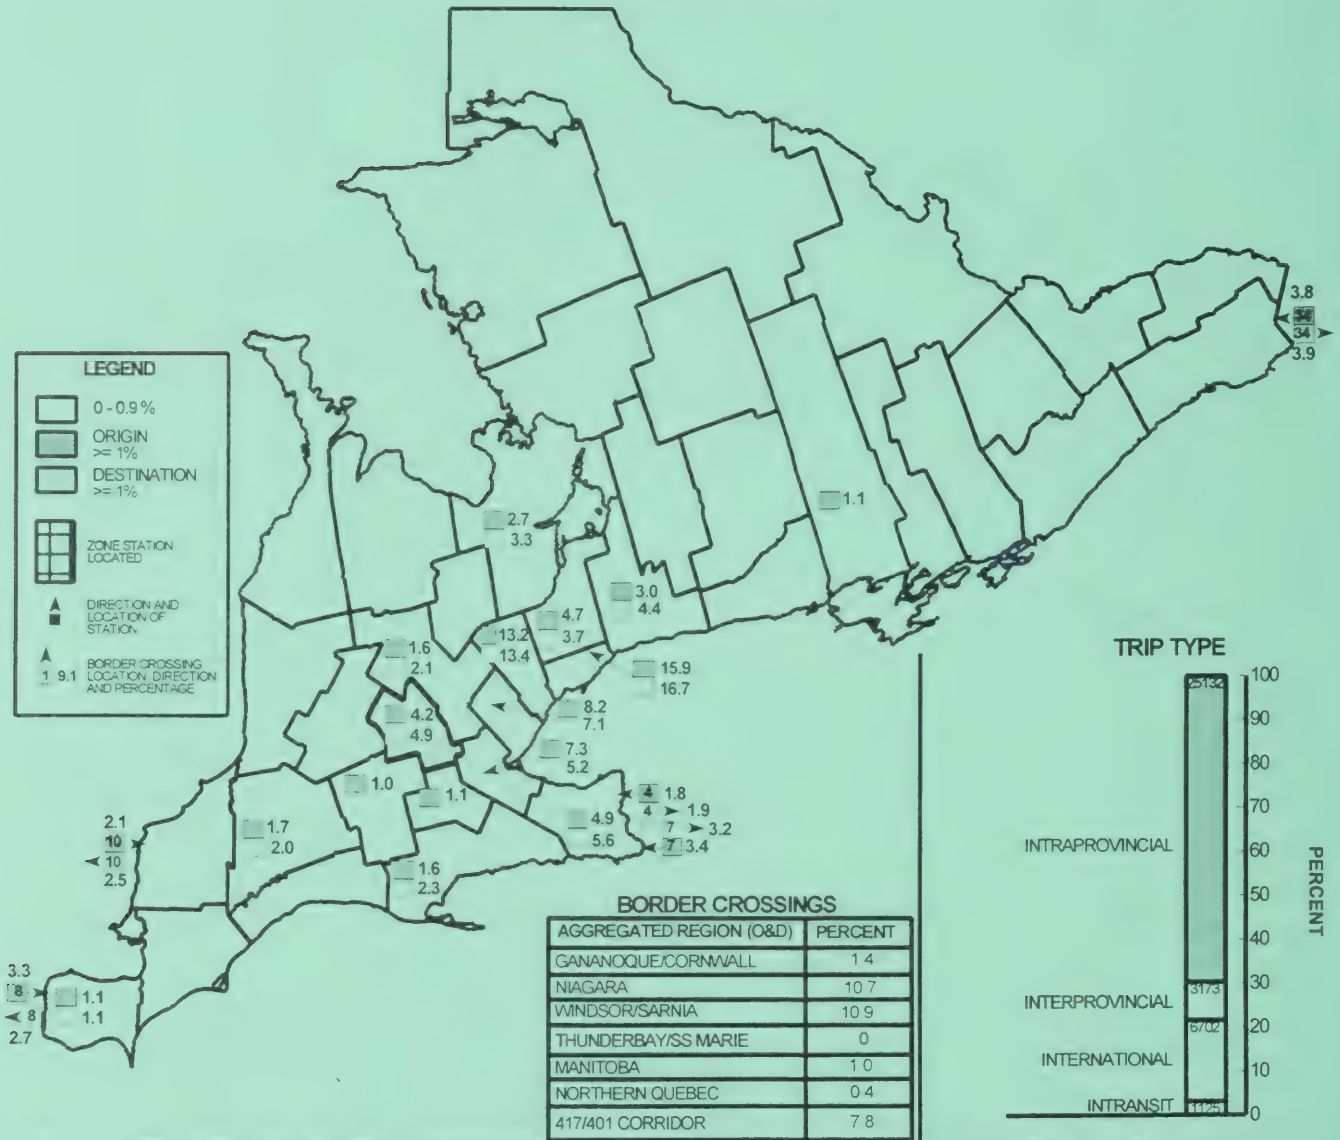 3.8
34
3.9
LEGEND
0 - 0.9%
ORIGIN
>= 1%
DESTINATION
>= 1%
ZONE STATION
LOCATED
DIRECTION AND
LOCATION OF
STATION
BORDER CROSSING
1 9.1 LOCATION, DIRECTION
AND PERCENTAGE
2.7
3.3
1.1
3.0
4.4
4.7
3.7
13.2
13.4
1.6
2.1
15.9
16.7
8.2
7.1
4.2
4.9
7.3
5.2
1.0
1.1
4 1.8
4 1.9
7 3.2
7 3.4
4.9
5.6
1.7
2.0
1.6
2.3
2.1
10
10
2.5
3.3
8
8
2.7
1.1
1.1
BORDER CROSSINGS
AGGREGATED REGION (O&D) PERCENT
GANANOQUE/CORNWALL 1.4
NIAGARA 10.7
WINDSOR/SARNIA 10.9
THUNDERBAY/SS MARIE 0
MANITOBA 1.0
NORTHERN QUEBEC 0.4
417/401 CORRIDOR 7.8
TRIP TYPE
25132
100
90
80
70
60
INTRAPROVINCIAL
50
40
30
3173
INTERPROVINCIAL
20
6702
INTERNATIONAL
10
INTRANSIT 1125
0
PERCENT